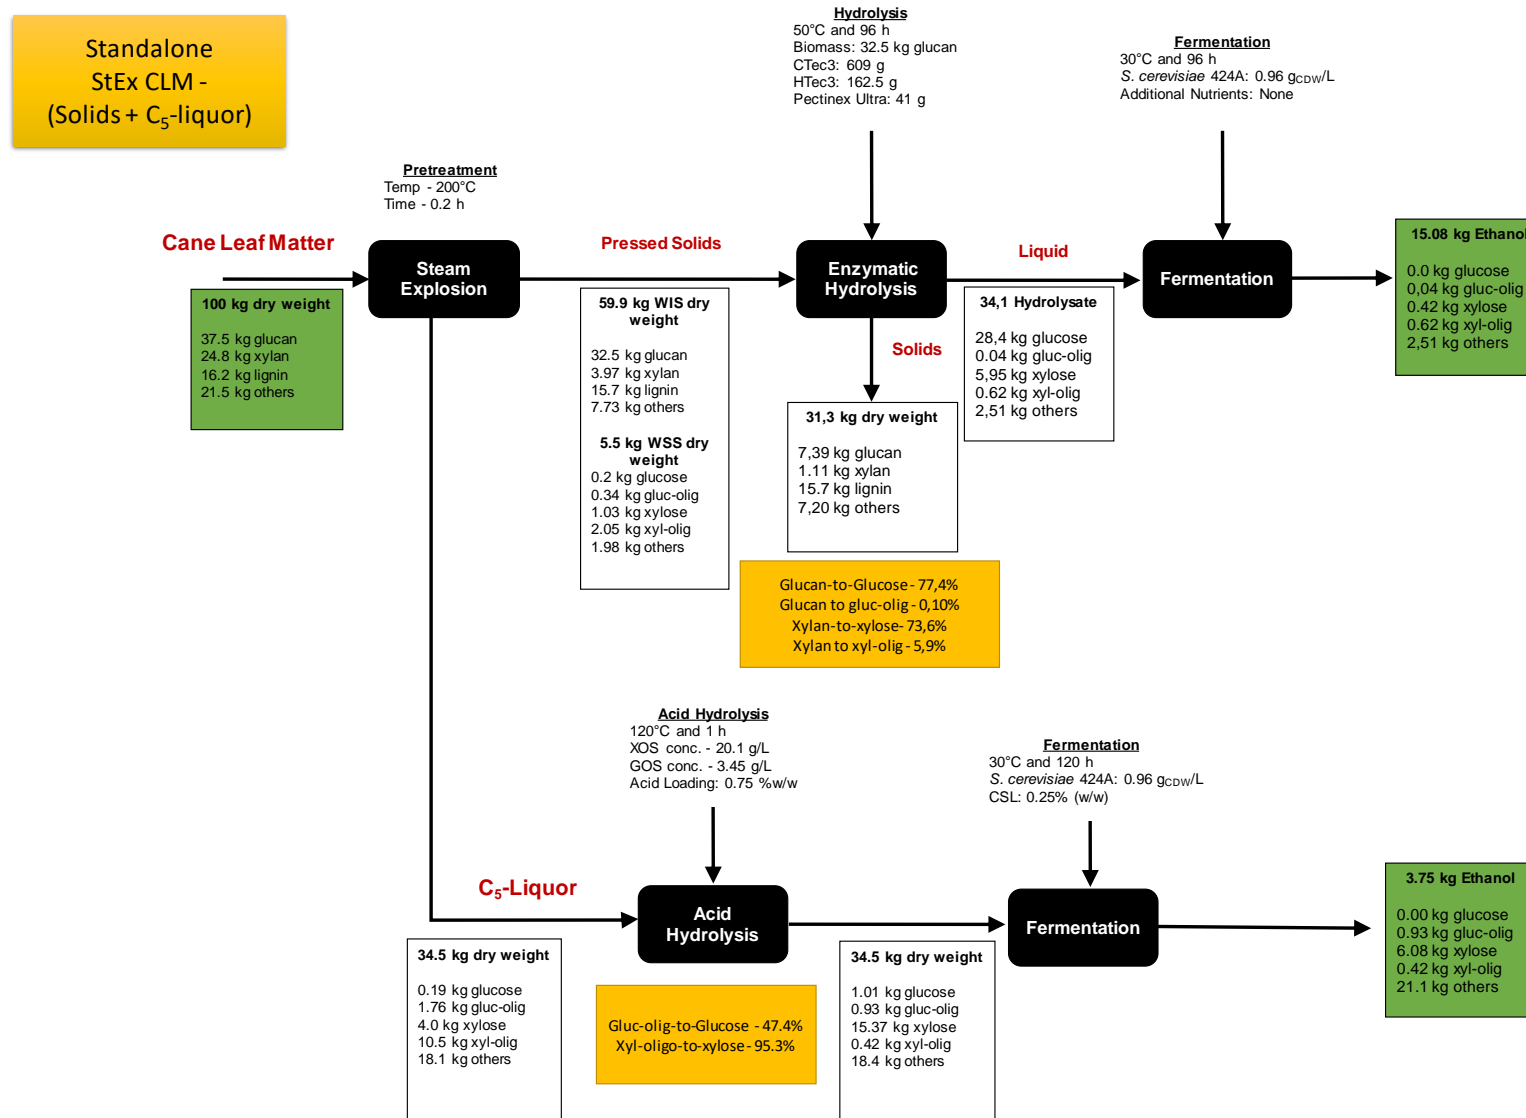 Standalone
StEx CLM -
(Solids + C5-liquor)
Hydrolysis
50°C and 96 h
Biomass: 32.5 kg glucan
CTec3: 609 g
HTec3: 162.5 g
Pectinex Ultra: 41 g
Fermentation
30°C and 96 h
S. cerevisiae 424A: 0.96 gCDW/L
Additional Nutrients: None
Pretreatment
Temp - 200°C
Time - 0.2 h
Cane Leaf Matter
Steam
Explosion
Pressed Solids
Enzymatic
Hydrolysis
Liquid
Fermentation
15.08 kg Ethanol
0.0 kg glucose
0,04 kg gluc-olig
0.42 kg xylose
0.62 kg xyl-olig
2,51 kg others
100 kg dry weight
37.5 kg glucan
24.8 kg xylan
16.2 kg lignin
21.5 kg others
59.9 kg WIS dry
weight
32.5 kg glucan
3.97 kg xylan
15.7 kg lignin
7.73 kg others
5.5 kg WSS dry
weight
0.2 kg glucose
0.34 kg gluc-olig
1.03 kg xylose
2.05 kg xyl-olig
1.98 kg others
Solids
34,1 Hydrolysate
28,4 kg glucose
0.04 kg gluc-olig
5,95 kg xylose
0.62 kg xyl-olig
2,51 kg others
31,3 kg dry weight
7,39 kg glucan
1.11 kg xylan
15.7 kg lignin
7,20 kg others
Glucan-to-Glucose - 77,4%
Glucan to gluc-olig - 0,10%
Xylan-to-xylose - 73,6%
Xylan to xyl-olig - 5,9%
Acid Hydrolysis
120°C and 1 h
XOS conc. - 20.1 g/L
GOS conc. - 3.45 g/L
Acid Loading: 0.75 %w/w
Fermentation
30°C and 120 h
S. cerevisiae 424A: 0.96 gCDW/L
CSL: 0.25% (w/w)
C5-Liquor
Acid
Hydrolysis
Fermentation
3.75 kg Ethanol
0.00 kg glucose
0.93 kg gluc-olig
6.08 kg xylose
0.42 kg xyl-olig
21.1 kg others
34.5 kg dry weight
0.19 kg glucose
1.76 kg gluc-olig
4.0 kg xylose
10.5 kg xyl-olig
18.1 kg others
Gluc-olig-to-Glucose - 47.4%
Xyl-oligo-to-xylose - 95.3%
34.5 kg dry weight
1.01 kg glucose
0.93 kg gluc-olig
15.37 kg xylose
0.42 kg xyl-olig
18.4 kg others